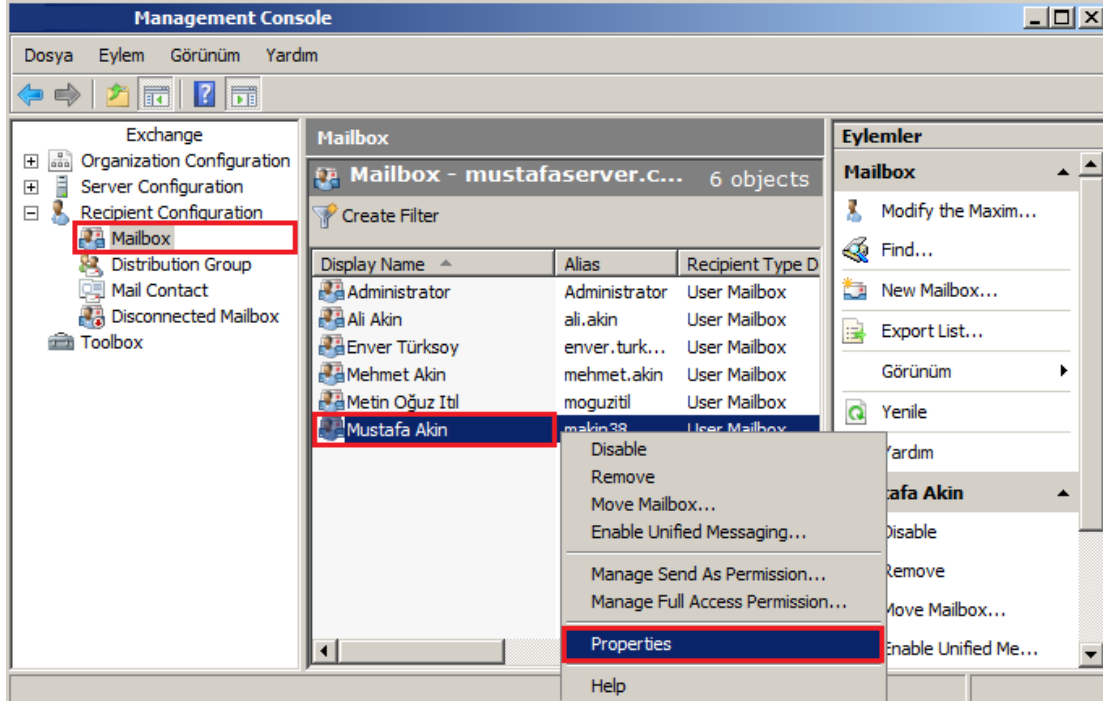 Management Console
Dosya Eylem Görünüm Yardım
Exchange
Organization Configuration
Server Configuration
Recipient Configuration
Mailbox
Distribution Group
Mail Contact
Disconnected Mailbox
Toolbox
Mailbox
Mailbox - mustafaserver.c... 6 objects
Create Filter
Display Name Alias Recipient Type D
Administrator Administrator User Mailbox
Ali Akin ali.akin User Mailbox
Enver Türksoy enver.turk... User Mailbox
Mehmet Akin mehmet.akin User Mailbox
Metin Oğuz Itıl moguzitil User Mailbox
Mustafa Akin makin38 User Mailbox
Disable
Remove
Move Mailbox...
Enable Unified Messaging...
Manage Send As Permission...
Manage Full Access Permission...
Properties
Help
Eylemler
Mailbox
Modify the Maxim...
Find...
New Mailbox...
Export List...
Görünüm
Yenile
Yardım
afa Akin
Disable
Remove
Move Mailbox...
Enable Unified Me...